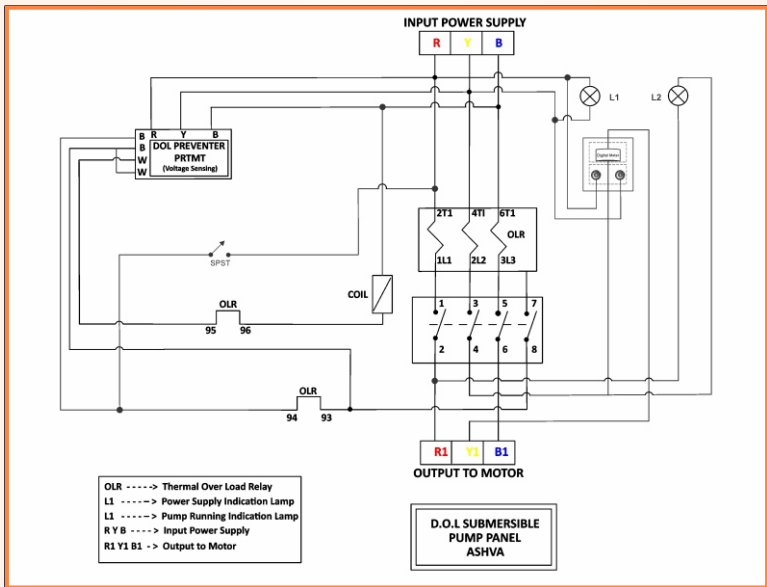 INPUT POWER SUPPLY
R Y B
L1
L2
B R Y B
B DOL PREVENTER
W PRTMT
W (Voltage Sensing)
Digital Meter
2T1 4TI 6T1
OLR
1L1 2L2 3L3
SPST
COIL
OLR
95 96
1 3 5 7
2 4 6 8
OLR
94 93
R1 Y1 B1
OUTPUT TO MOTOR
OLR -----> Thermal Over Load Relay
L1 -----> Power Supply Indication Lamp
L1 -----> Pump Running Indication Lamp
R Y B ----> Input Power Supply
R1 Y1 B1 -> Output to Motor
D.O.L SUBMERSIBLE
PUMP PANEL
ASHVA